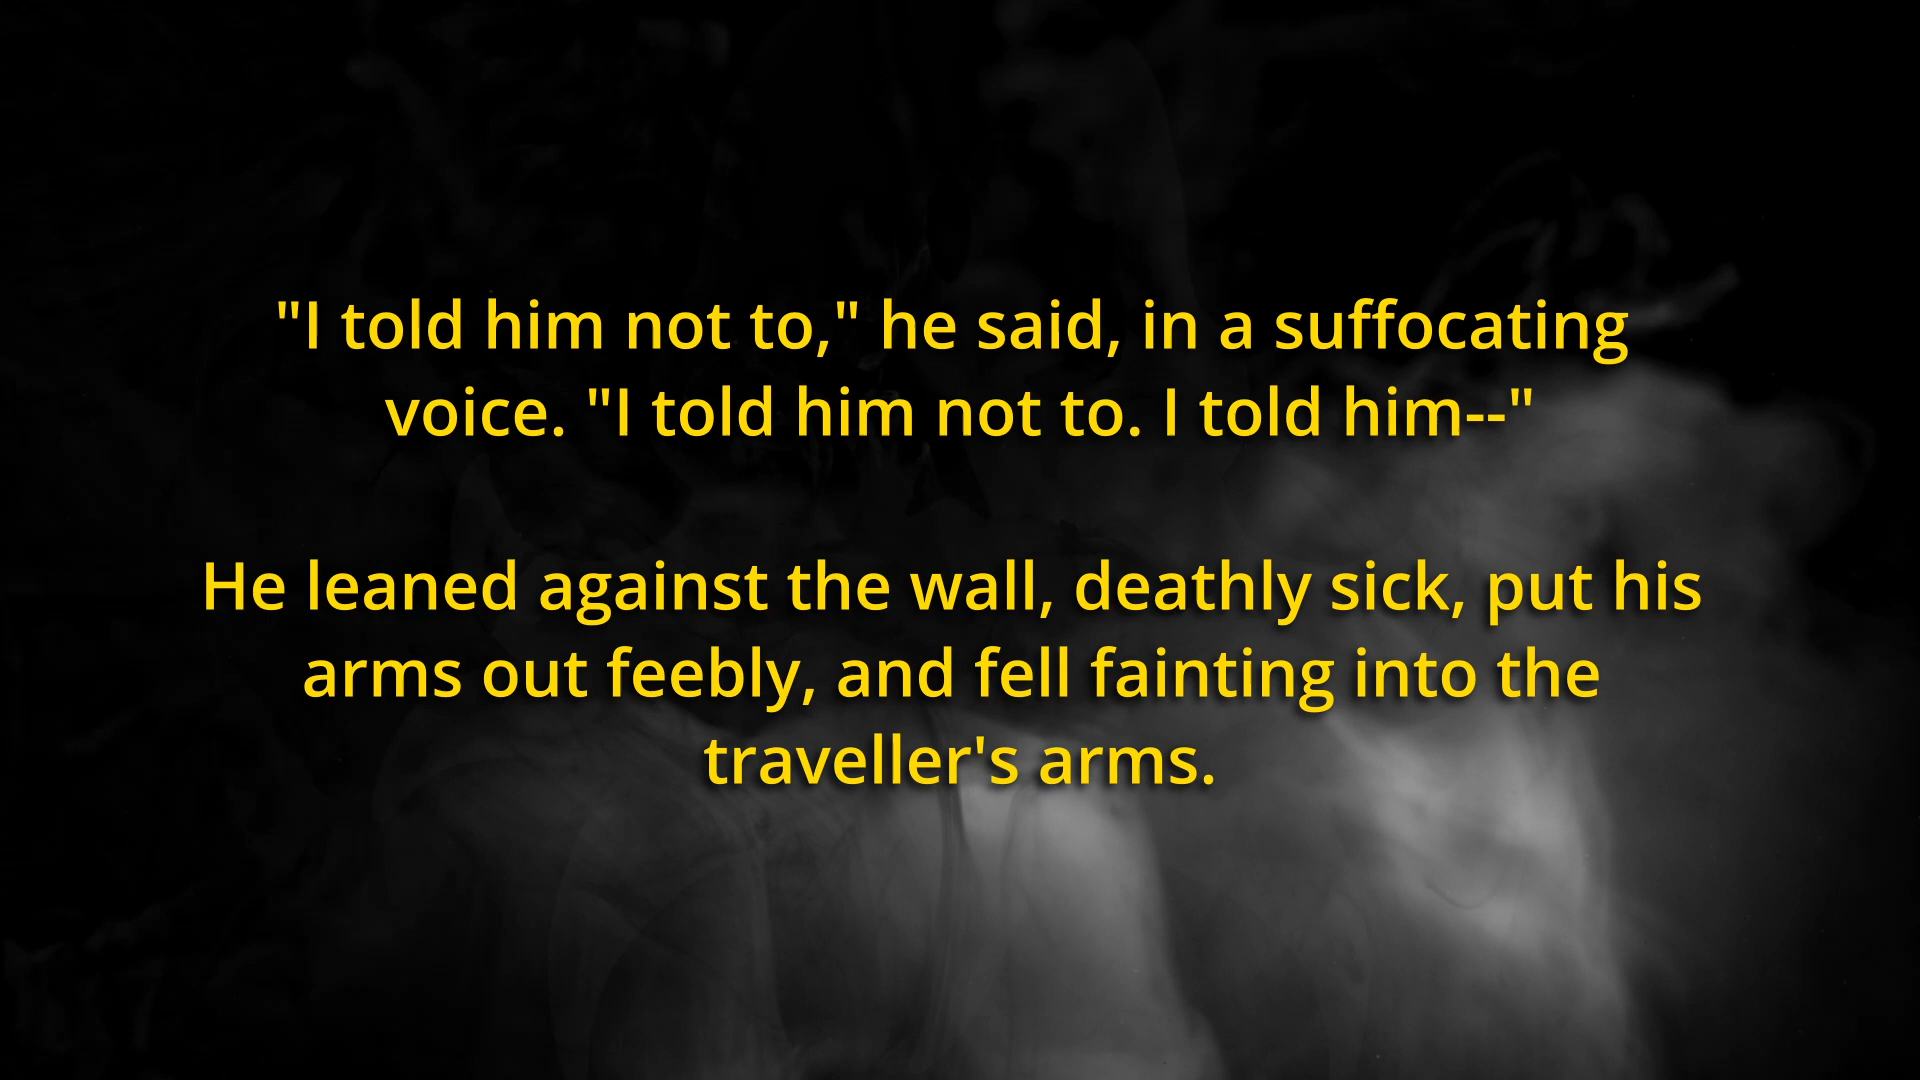 "I told him not to," he said, in a suffocating
voice. "I told him not to. I told him--"
He leaned against the wall, deathly sick, put his
arms out feebly, and fell fainting into the
traveller's arms.